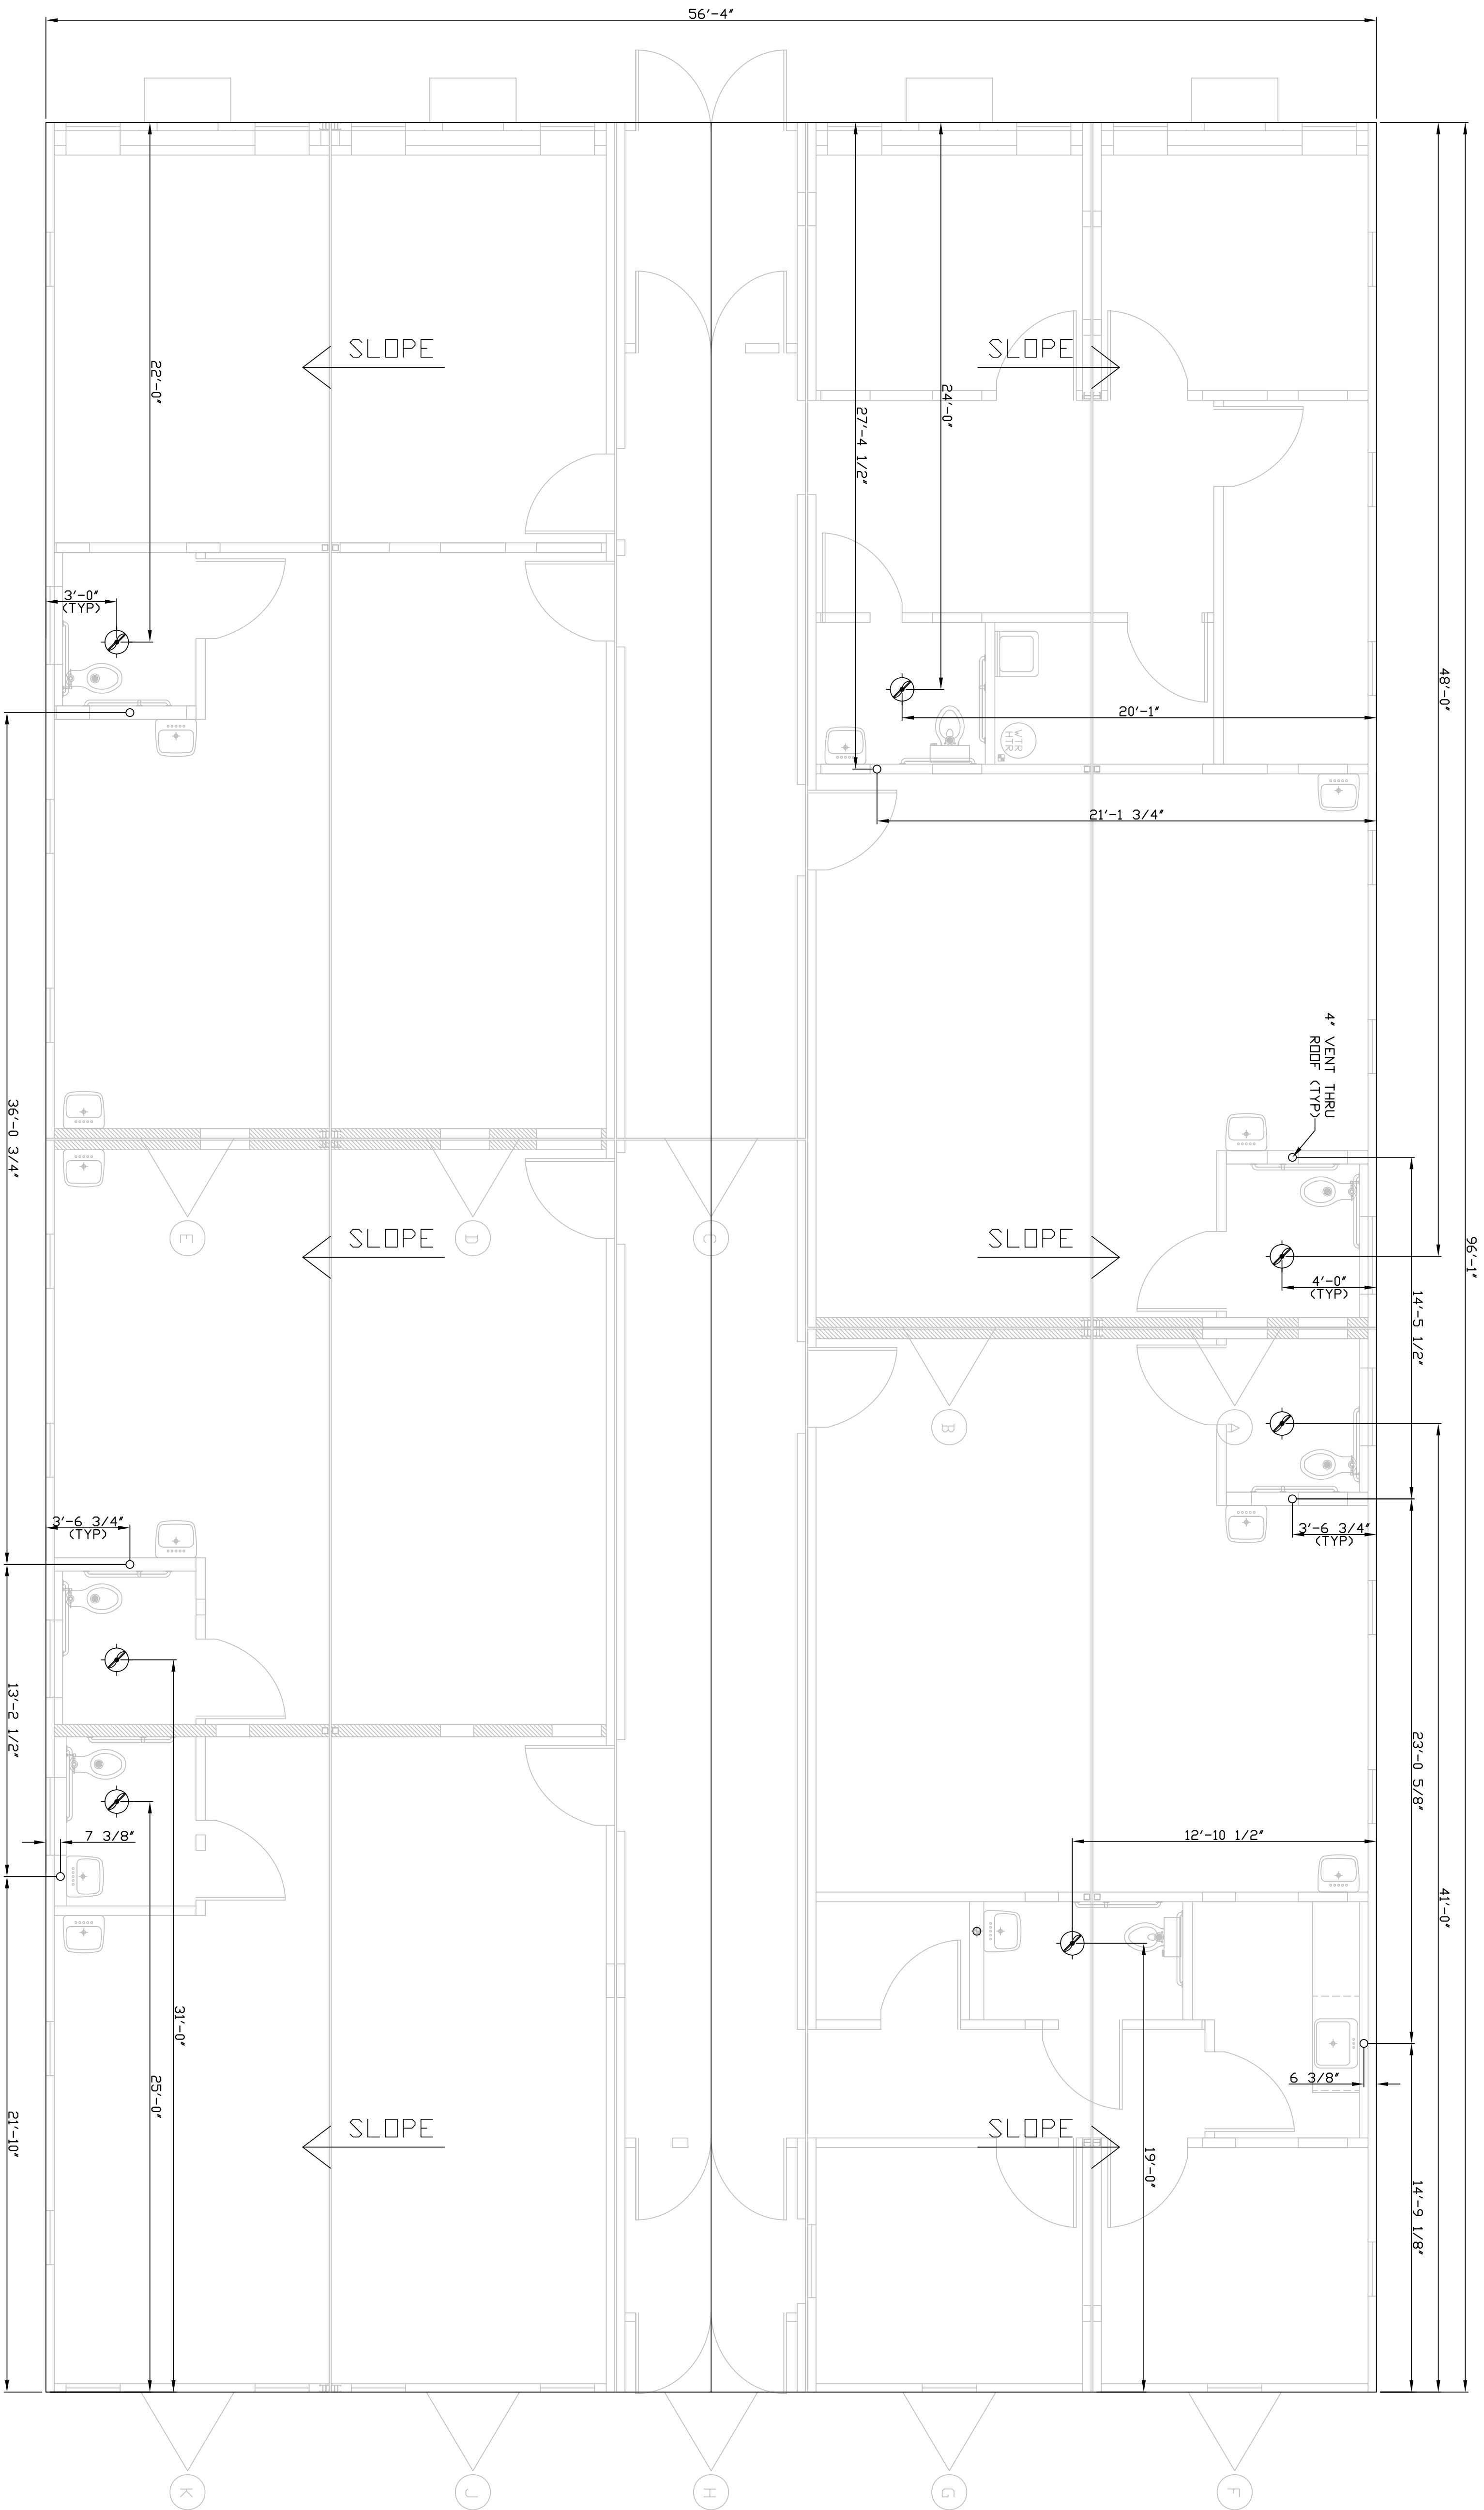 56'-4"
SLOPE
SLOPE
22'-0"
24'-0"
27'-4 1/2"
48'-0"
96'-1"
3'-0"
(TYP)
20'-1"
WTR
HTR
21'-1 3/4"
36'-0 3/4"
4" VENT THRU
ROOF (TYP)
E
D
C
SLOPE
SLOPE
4'-0"
(TYP)
14'-5 1/2"
B
A
3'-6 3/4"
(TYP)
3'-6 3/4"
(TYP)
13'-2 1/2"
23'-0 5/8"
7 3/8"
12'-10 1/2"
41'-0"
31'-0"
25'-0"
21'-10"
6 3/8"
SLOPE
SLOPE
19'-0"
14'-9 1/8"
K
J
H
G
F